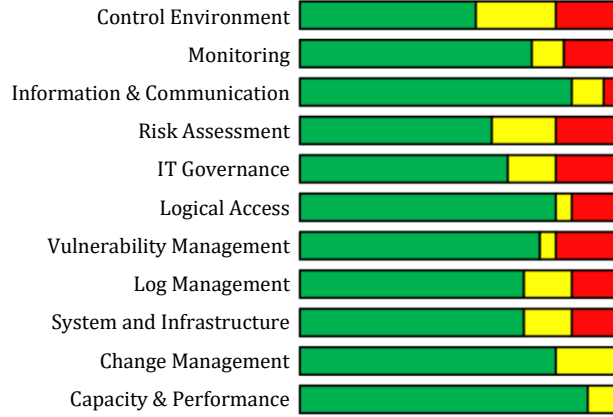 Control Environment
Monitoring
Information & Communication
Risk Assessment
IT Governance
Logical Access
Vulnerability Management
Log Management
System and Infrastructure
Change Management
Capacity & Performance